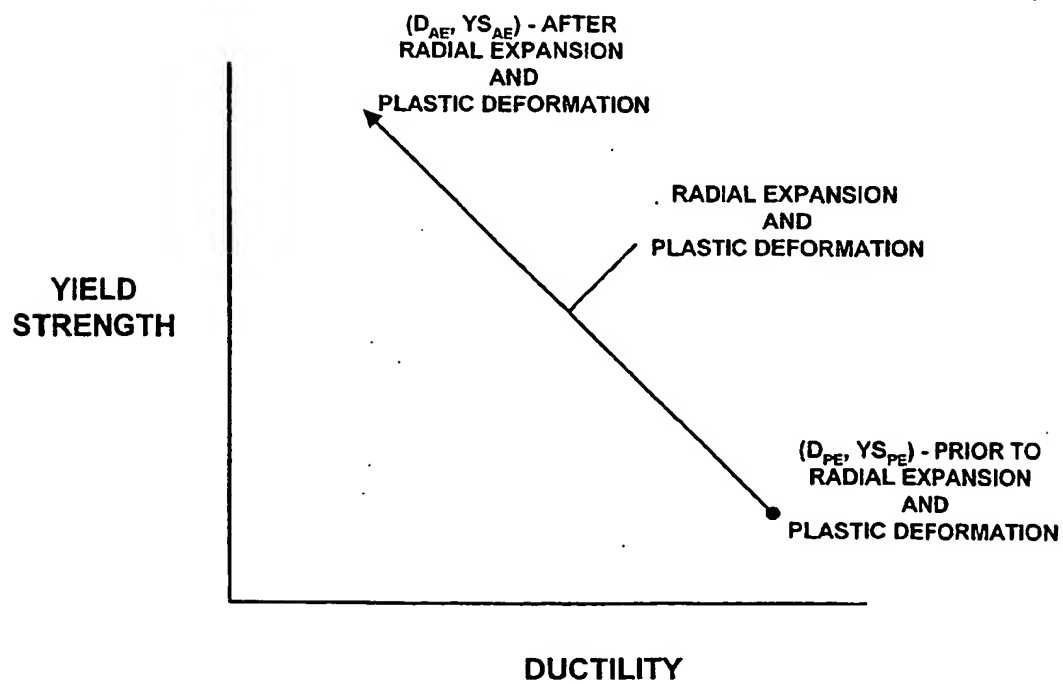 (D_AE, YS_AE) - AFTER
RADIAL EXPANSION
AND
PLASTIC DEFORMATION
RADIAL EXPANSION
AND
PLASTIC DEFORMATION
YIELD
STRENGTH
(D_PE, YS_PE) - PRIOR TO
RADIAL EXPANSION
AND
PLASTIC DEFORMATION
DUCTILITY